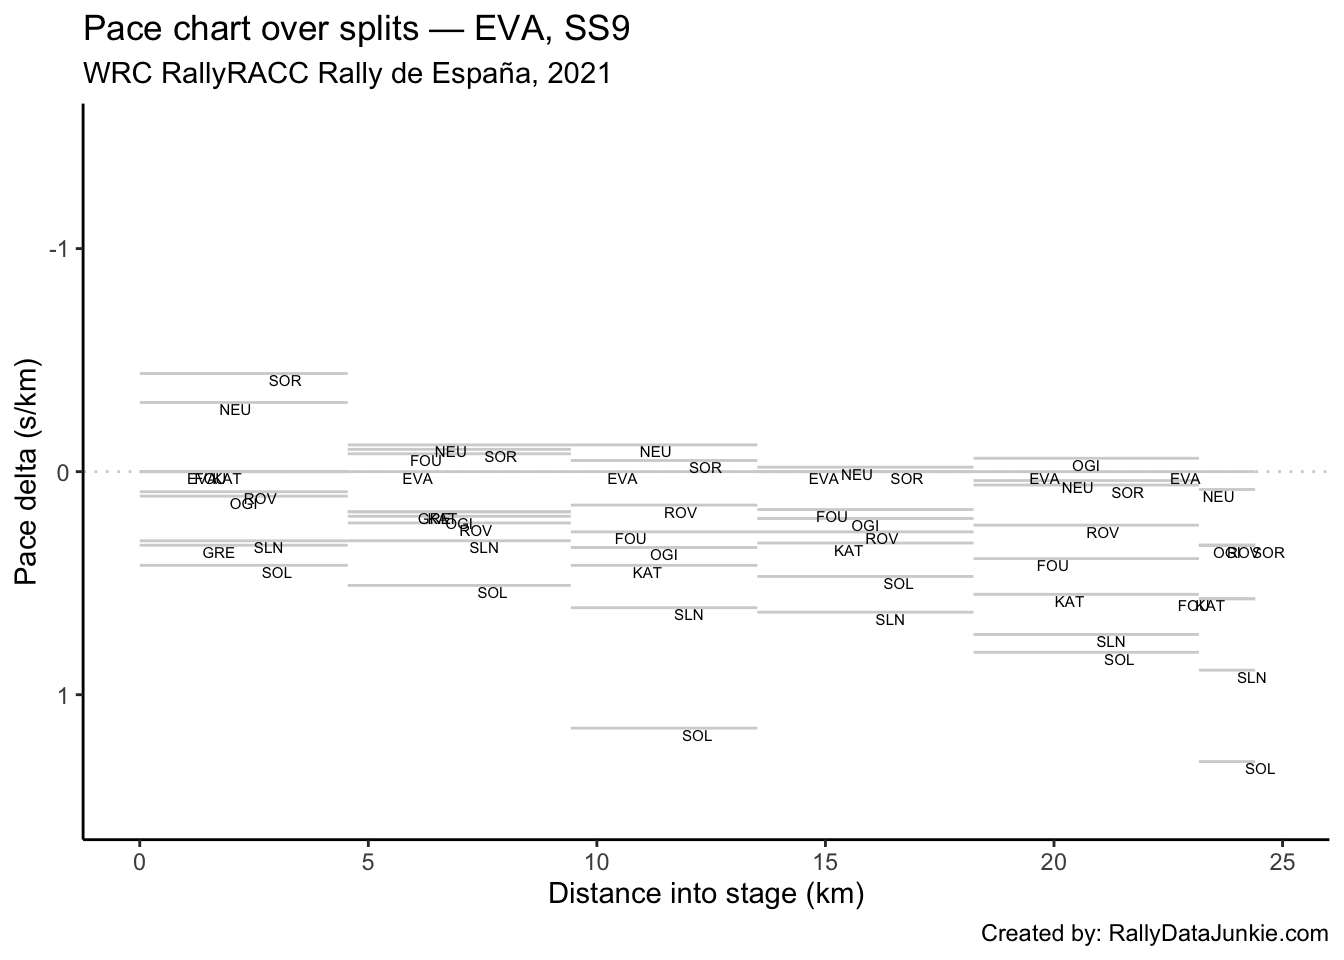 Pace chart over splits — EVA, SS9
WRC RallyRACC Rally de España, 2021
Pace delta (s/km)
-1
0
1
SOR
NEU
EVA FOU KAT
ROV
OGI
SLN
GRE
SOL
NEU
SOR
FOU
EVA
GRE KAT
OGI
ROV
SLN
SOL
NEU
SOR
EVA
ROV
FOU
OGI
KAT
SLN
SOL
NEU
EVA SOR
FOU
OGI
ROV
KAT
SOL
SLN
OGI
EVA
NEU
SOR
ROV
FOU
KAT
SLN
SOL
EVA
NEU
OGI ROV SOR
FOU KAT
SLN
SOL
0 5 10 15 20 25
Distance into stage (km)
Created by: RallyDataJunkie.com